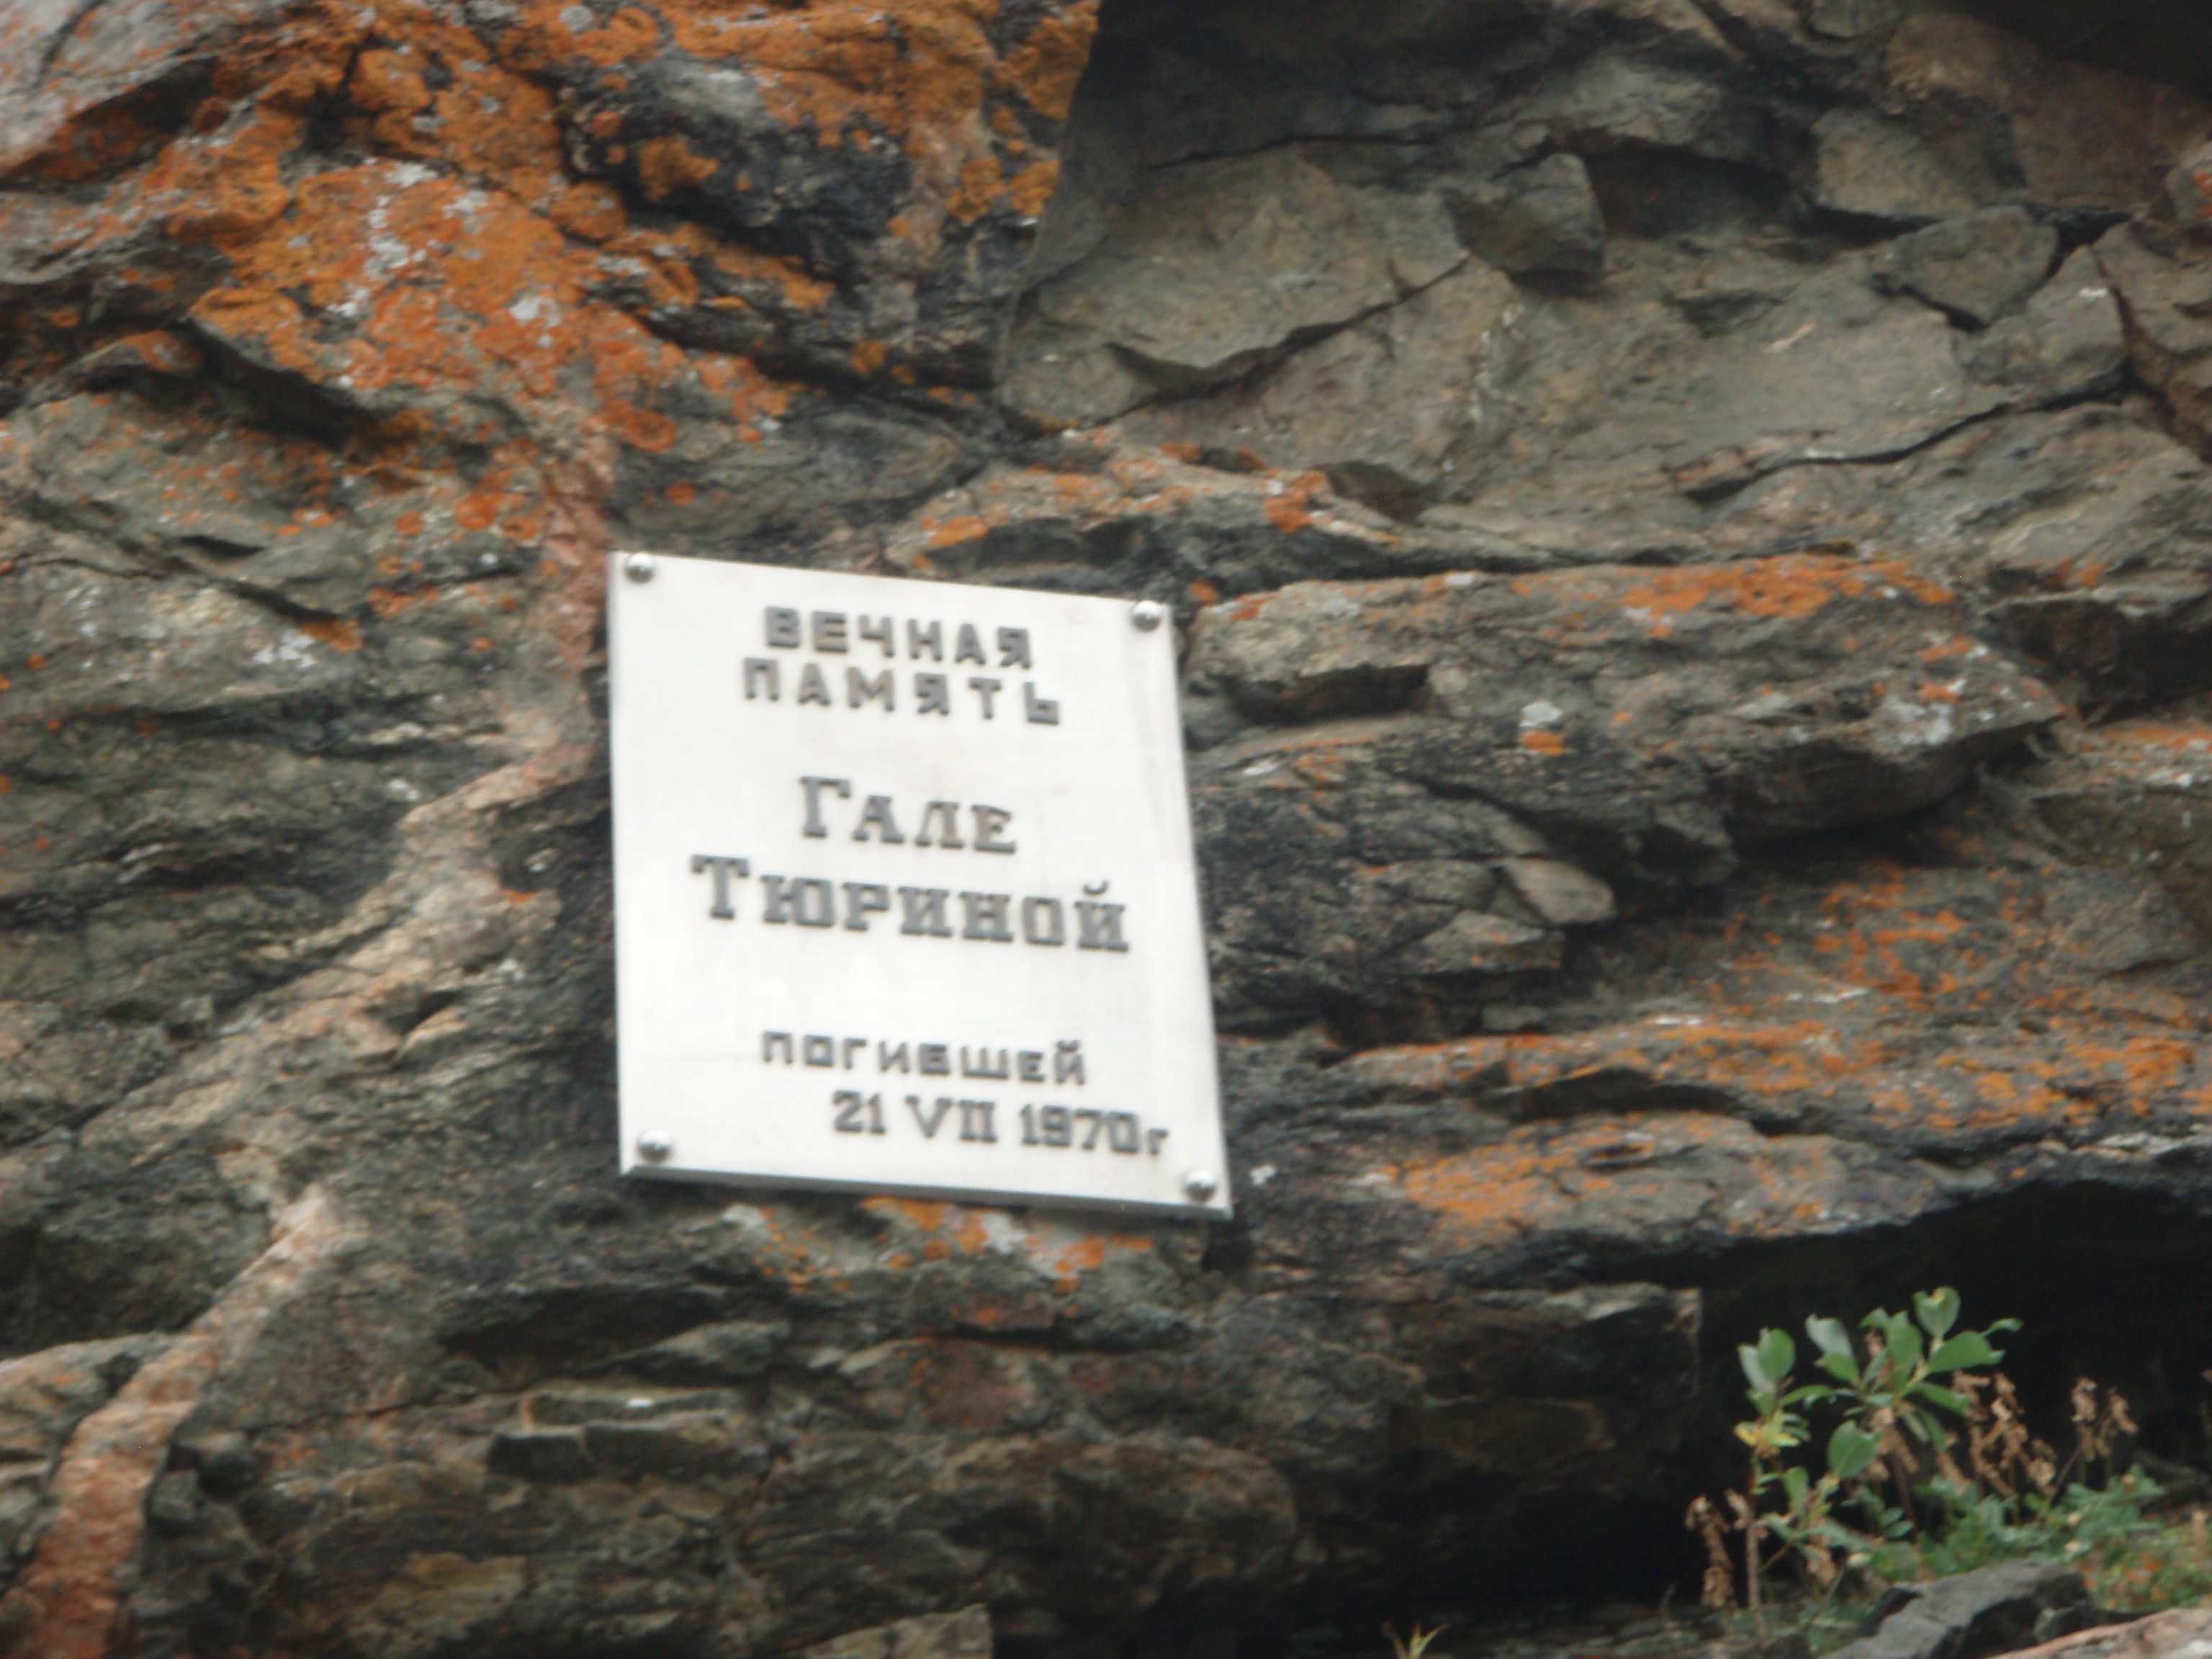 ВЕЧНАЯ
ПАМЯТЬ
ГАЛЕ
ТЮРИНОЙ
ПОГИБШЕЙ
21 VII 1970г